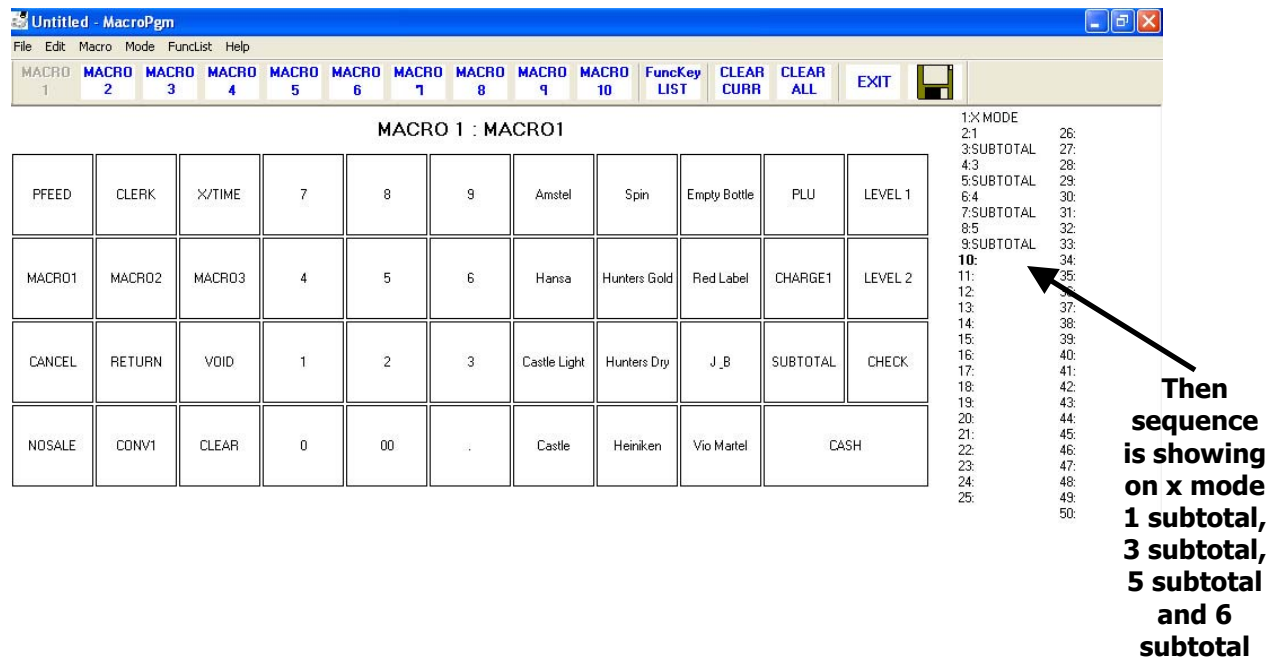 Untitled - MacroPgm
File Edit Macro Mode FuncList Help
MACRO 1 MACRO 2 MACRO 3 MACRO 4 MACRO 5 MACRO 6 MACRO 7 MACRO 8 MACRO 9 MACRO 10 FuncKey LIST CLEAR CURR CLEAR ALL EXIT
MACRO 1 : MACRO1
PFEED CLERK X/TIME 7 8 9 Amstel Spin Empty Bottle PLU LEVEL 1
MACRO1 MACRO2 MACRO3 4 5 6 Hansa Hunters Gold Red Label CHARGE1 LEVEL 2
CANCEL RETURN VOID 1 2 3 Castle Light Hunters Dry J_B SUBTOTAL CHECK
NOSALE CONV1 CLEAR 0 00 . Castle Heiniken Vio Martel CASH
1:X MODE
2:1
3:SUBTOTAL
4:3
5:SUBTOTAL
6:4
7:SUBTOTAL
8:5
9:SUBTOTAL
10:
11:
12:
13:
14:
15:
16:
17:
18:
19:
20:
21:
22:
23:
24:
25:
26:
27:
28:
29:
30:
31:
32:
33:
34:
35:
36:
37:
38:
39:
40:
41:
42:
43:
44:
45:
46:
47:
48:
49:
50:
Then
sequence
is showing
on x mode
1 subtotal,
3 subtotal,
5 subtotal
and 6
subtotal